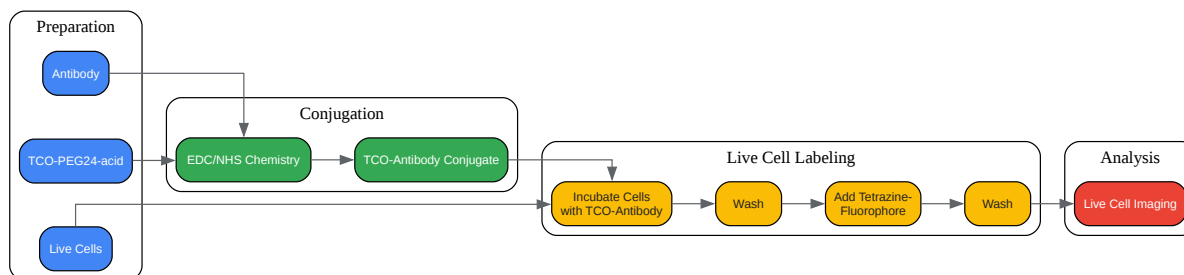 Preparation
Antibody
TCO-PEG24-acid
Live Cells
Conjugation
EDC/NHS Chemistry
TCO-Antibody Conjugate
Live Cell Labeling
Incubate Cells
with TCO-Antibody
Wash
Add Tetrazine-
Fluorophore
Wash
Analysis
Live Cell Imaging